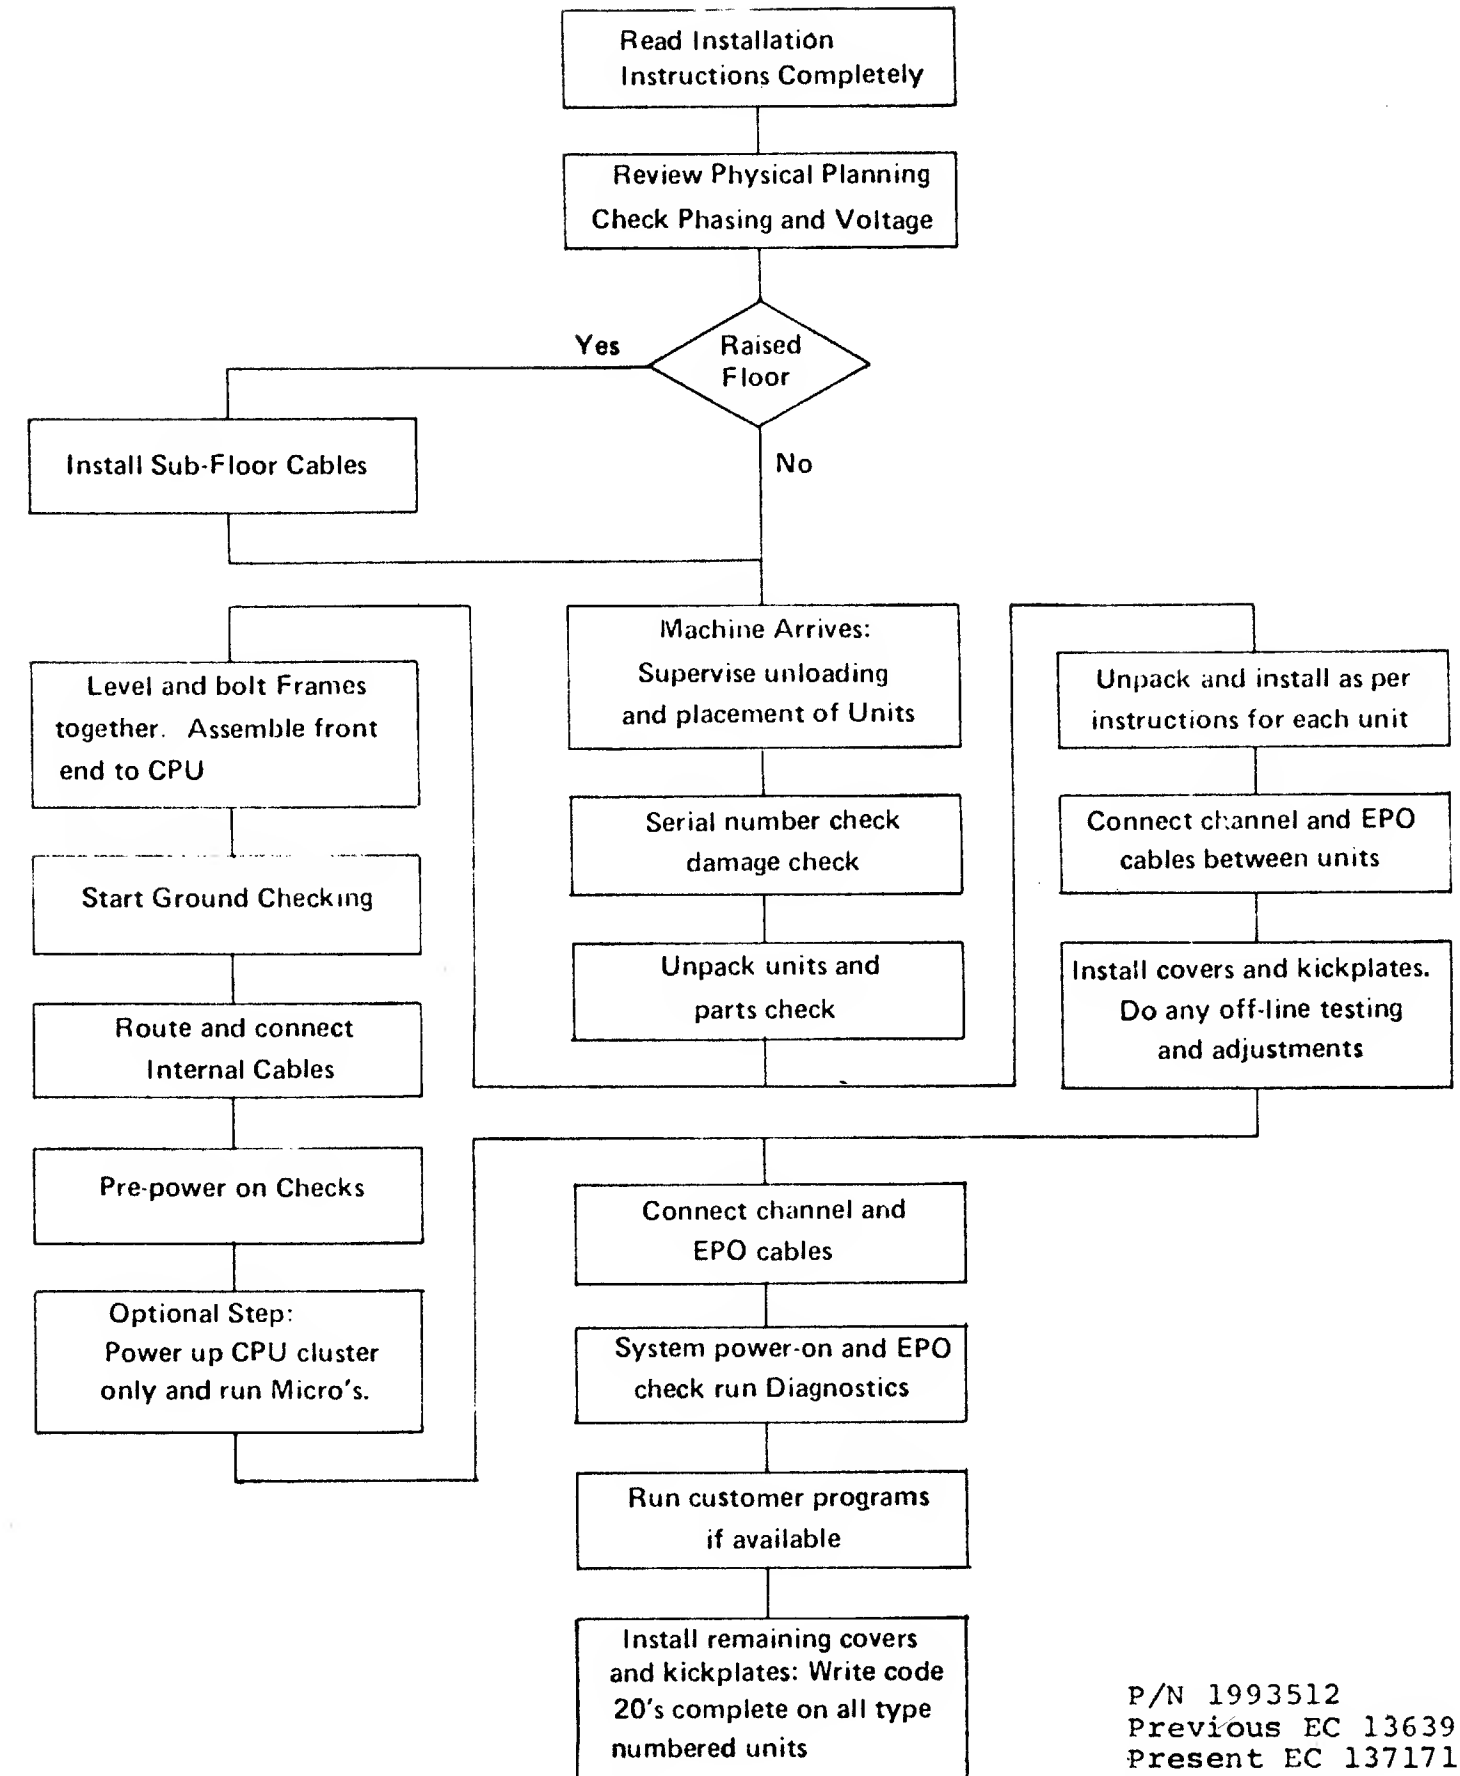 Read Installation
Instructions Completely
Review Physical Planning
Check Phasing and Voltage
Raised
Floor
Yes
No
Install Sub-Floor Cables
Machine Arrives:
Supervise unloading
and placement of Units
Serial number check
damage check
Unpack units and
parts check
Level and bolt Frames
together. Assemble front
end to CPU
Start Ground Checking
Route and connect
Internal Cables
Pre-power on Checks
Optional Step:
Power up CPU cluster
only and run Micro's.
Unpack and install as per
instructions for each unit
Connect channel and EPO
cables between units
Install covers and kickplates.
Do any off-line testing
and adjustments
Connect channel and
EPO cables
System power-on and EPO
check run Diagnostics
Run customer programs
if available
Install remaining covers
and kickplates: Write code
20's complete on all type
numbered units
P/N 1993512
Previous EC 13639
Present EC 137171